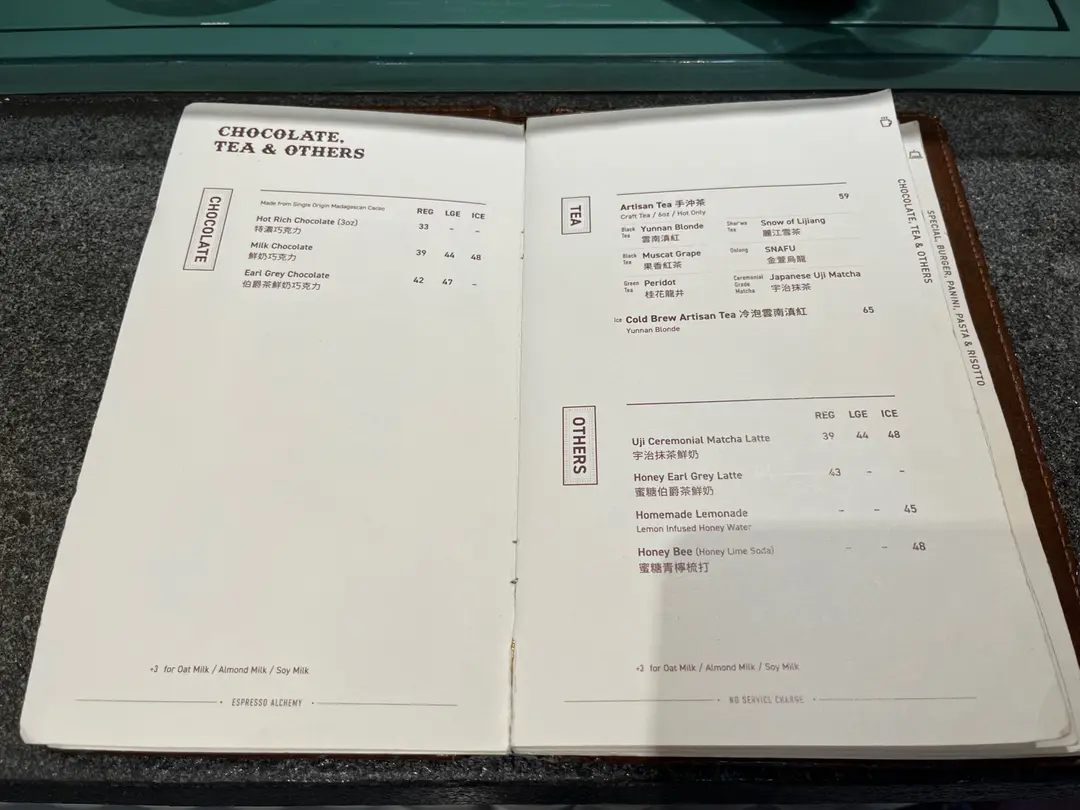 CHOCOLATE,
TEA & OTHERS
CHOCOLATE
Made from Single Origin Madagascan Cacao
REG LGE ICE
Hot Rich Chocolate (3oz) 33 – –
特濃巧克力
Milk Chocolate 39 44 48
鮮奶巧克力
Earl Grey Chocolate 42 47 –
伯爵茶鮮奶巧克力
+3 for Oat Milk / Almond Milk / Soy Milk
ESPRESSO ALCHEMY
TEA
Artisan Tea 手沖茶 59
Craft Tea / 6oz / Hot Only
Black Tea Yunnan Blonde
雲南滇紅
Sher'wa Tea Snow of Lijiang
麗江雪茶
Black Tea Muscat Grape
果香紅茶
Oolong SNAFU
金萱烏龍
Green Tea Peridot
桂花龍井
Ceremonial Grade Matcha Japanese Uji Matcha
宇治抹茶
Ice Cold Brew Artisan Tea 冷泡雲南滇紅 65
Yunnan Blonde
OTHERS
REG LGE ICE
Uji Ceremonial Matcha Latte 39 44 48
宇治抹茶鮮奶
Honey Earl Grey Latte 43 – –
蜜糖伯爵茶鮮奶
Homemade Lemonade – – 45
Lemon Infused Honey Water
Honey Bee (Honey Lime Soda) – – 48
蜜糖青檸梳打
+3 for Oat Milk / Almond Milk / Soy Milk
NO SERVICE CHARGE
CHOCOLATE, TEA & OTHERS
SPECIAL, BURGER, PANINI, PASTA & RISOTTO